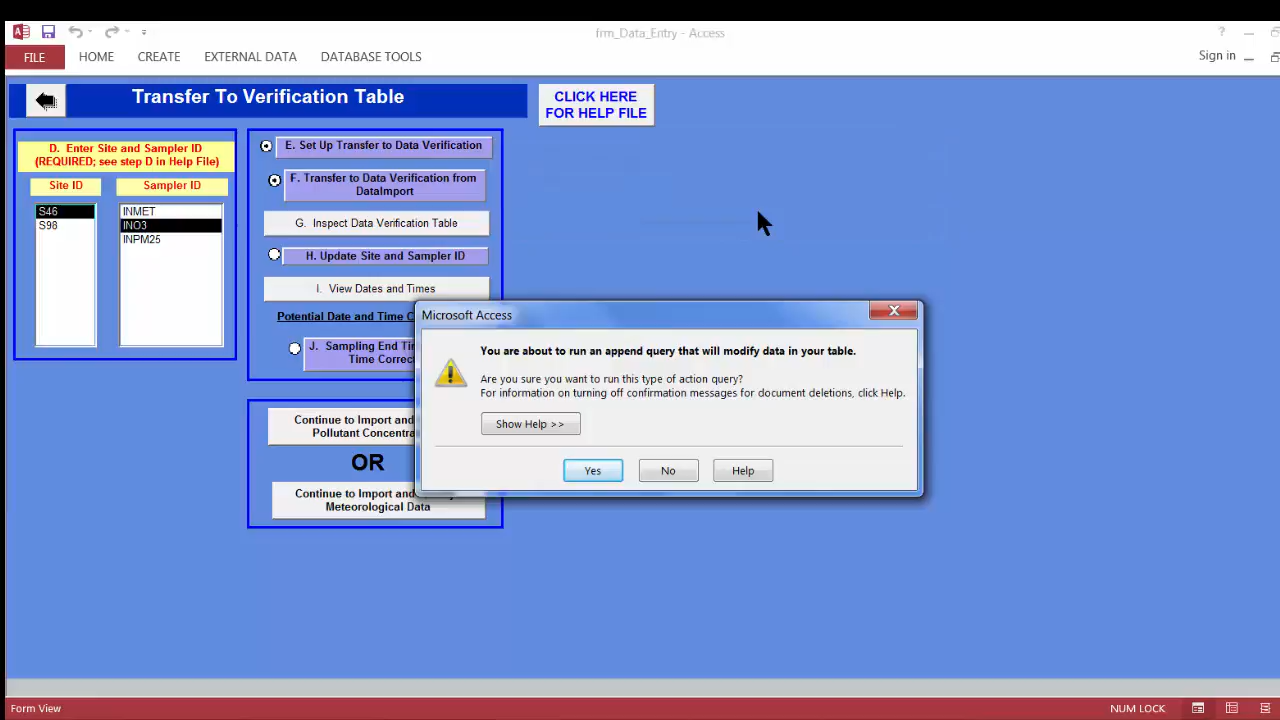 frm_Data_Entry - Access
?
FILE
HOME
CREATE
EXTERNAL DATA
DATABASE TOOLS
Sign in
Transfer To Verification Table
CLICK HERE
FOR HELP FILE
D. Enter Site and Sampler ID
(REQUIRED; see step D in Help File)
Site ID
Sampler ID
S46
S98
INMET
INO3
INPM25
E. Set Up Transfer to Data Verification
F. Transfer to Data Verification from
DataImport
G. Inspect Data Verification Table
H. Update Site and Sampler ID
I. View Dates and Times
Potential Date and Time C
J. Sampling End Tim
Time Correc
Continue to Import and
Pollutant Concentra
OR
Continue to Import and
Meteorological Data
Microsoft Access
You are about to run an append query that will modify data in your table.
Are you sure you want to run this type of action query?
For information on turning off confirmation messages for document deletions, click Help.
Show Help >>
Yes
No
Help
Form View
NUM LOCK